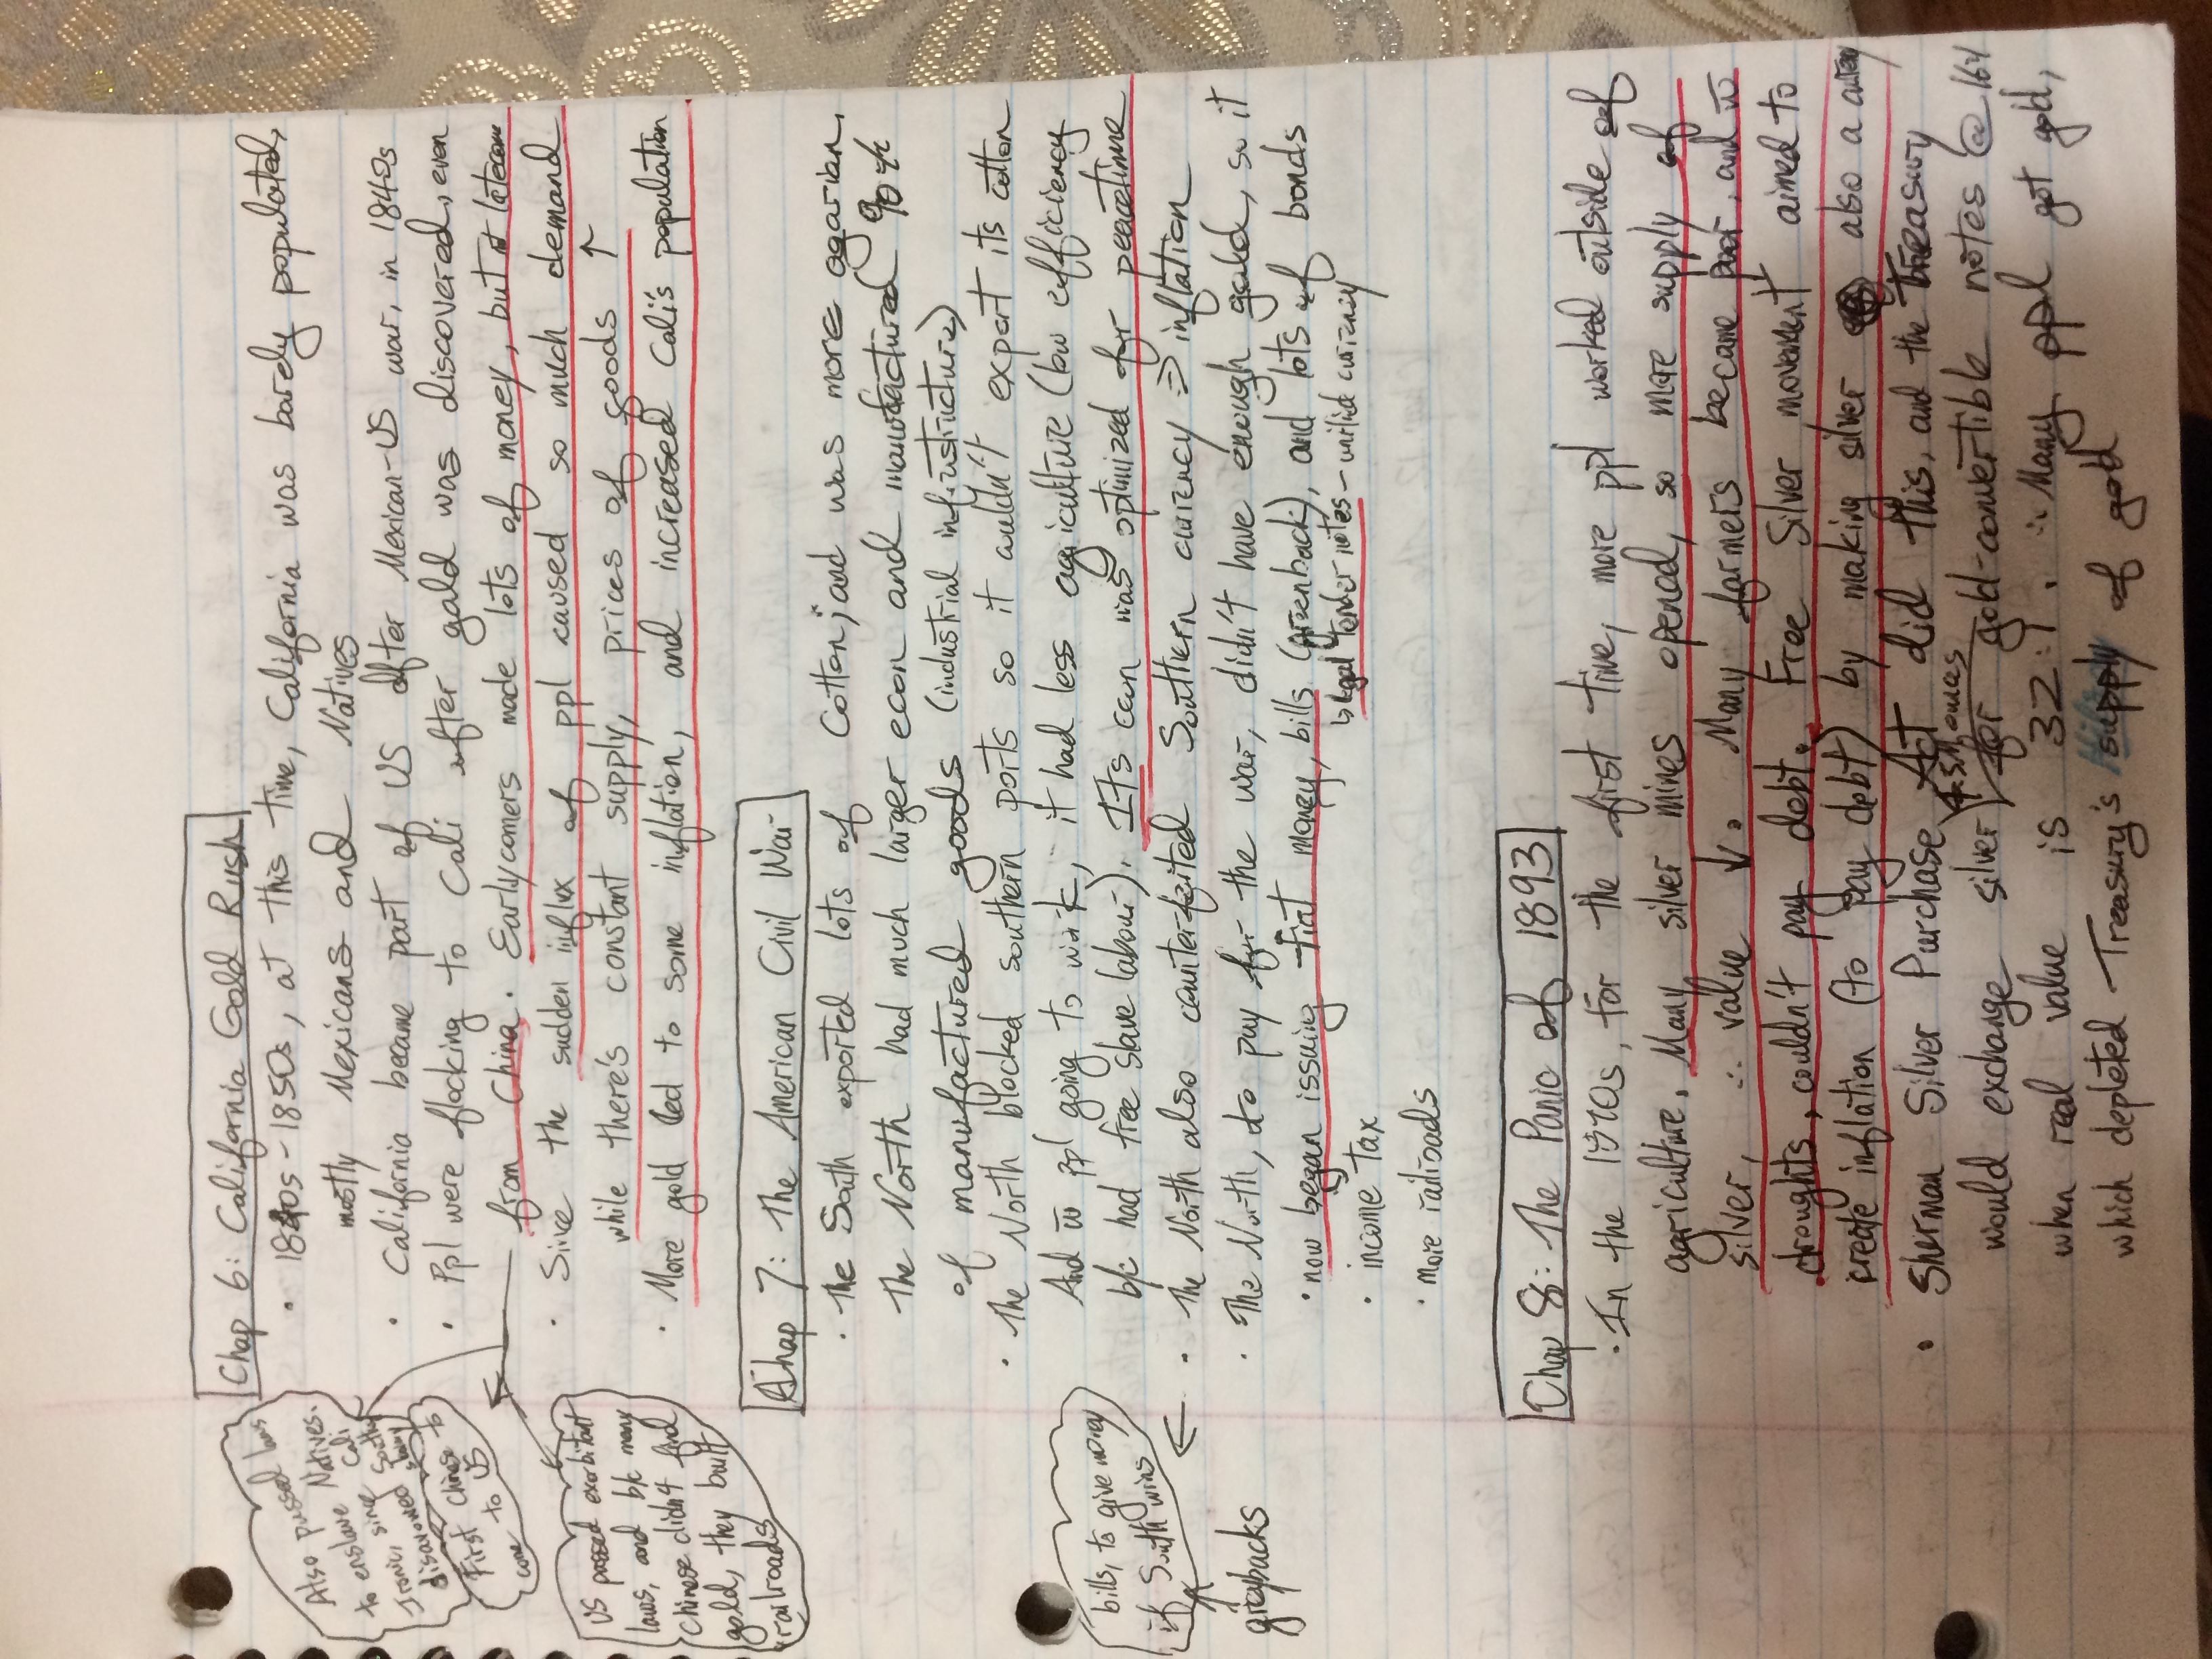 Chap 6: California Gold Rush
• 1840s-1850s, at this time, California was barely populated,
mostly Mexicans and Natives
• California became part of US after Mexican-US war, in 1840s
• Ppl were flocking to Cali after gold was discovered, even
from China. Earlycomers made lots of money, but not latecome
• Since the sudden influx of ppl caused so much demand
while there's constant supply, prices of goods ↑
• More gold led to some inflation, and increased Cali's population
Also passed laws
to enslave Natives.
Ironic, since Cali
disavowed Southern
slavery
First Chinese to
come to US
US passed exorbitant
laws, and b/c many
Chinese didn't find
gold, they built
railroads
Chap 7: The American Civil War
• The South exported lots of Cotton; and was more agarian.
The North had much larger econ and manufactured 90%
of manufactured goods (industrial infrastructure)
• The North blocked southern ports so it couldn't export its cotton
And w ppl going to work, it had less agriculture (low efficiency
b/c had free slave labour). Its econ was optimized for peacetime
• The North also counterfeited Southern currency ⇒ inflation
bills, to give money
if South wins
greybacks
• The North, to pay for the war, didn't have enough gold, so it
• now began issuing fiat money, bills (greenback), and lots of bonds
↳ legal tender notes - unified currency
• income tax
• more railroads
Chap 8: The Panic of 1893
• In the for the first time, more ppl worked outside of
agriculture. Many silver mines opened, so more supply of
silver, ∴ value ↓. Many farmers became poor, and w
droughts, couldn't pay debt. Free Silver movement aimed to
create inflation (to pay debt) by making silver also a currency
• Sherman Silver Purchase Act did this, and the Treasury
4.5M ounces
would exchange silver for gold-convertible notes @ 16:1
when real value is 32:1. ∴ Many ppl got gold,
which depleted Treasury's supply of gold